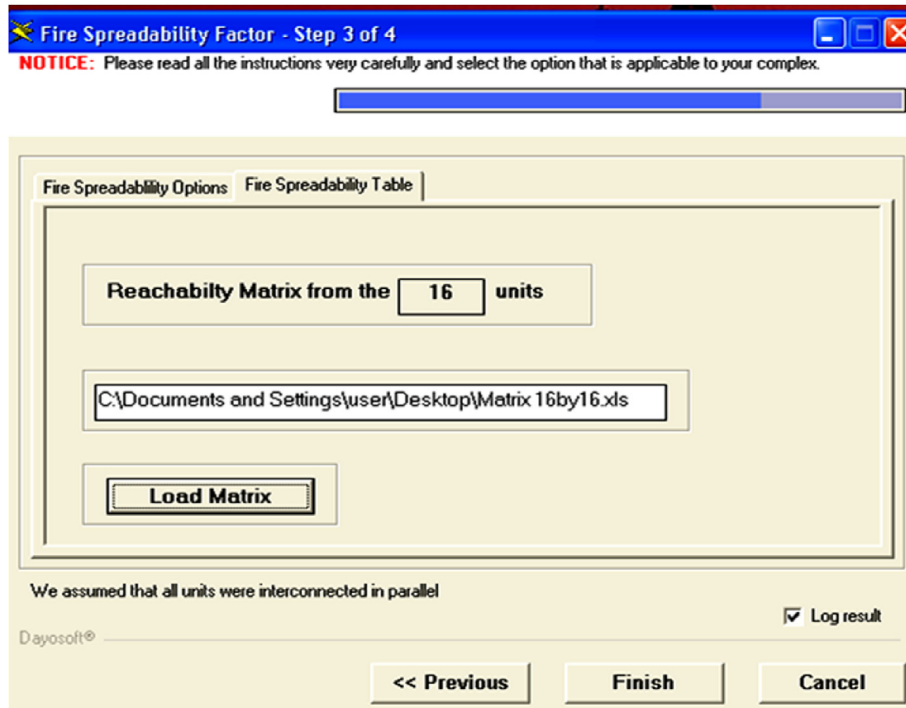 Fire Spreadability Factor - Step 3 of 4
NOTICE: Please read all the instructions very carefully and select the option that is applicable to your complex.
Fire Spreadablility Options Fire Spreadability Table
Reachabilty Matrix from the 16 units
C:\Documents and Settings\user\Desktop\Matrix 16by16.xls
Load Matrix
We assumed that all units were interconnected in parallel
Log result
Dayosoft®
<< Previous Finish Cancel